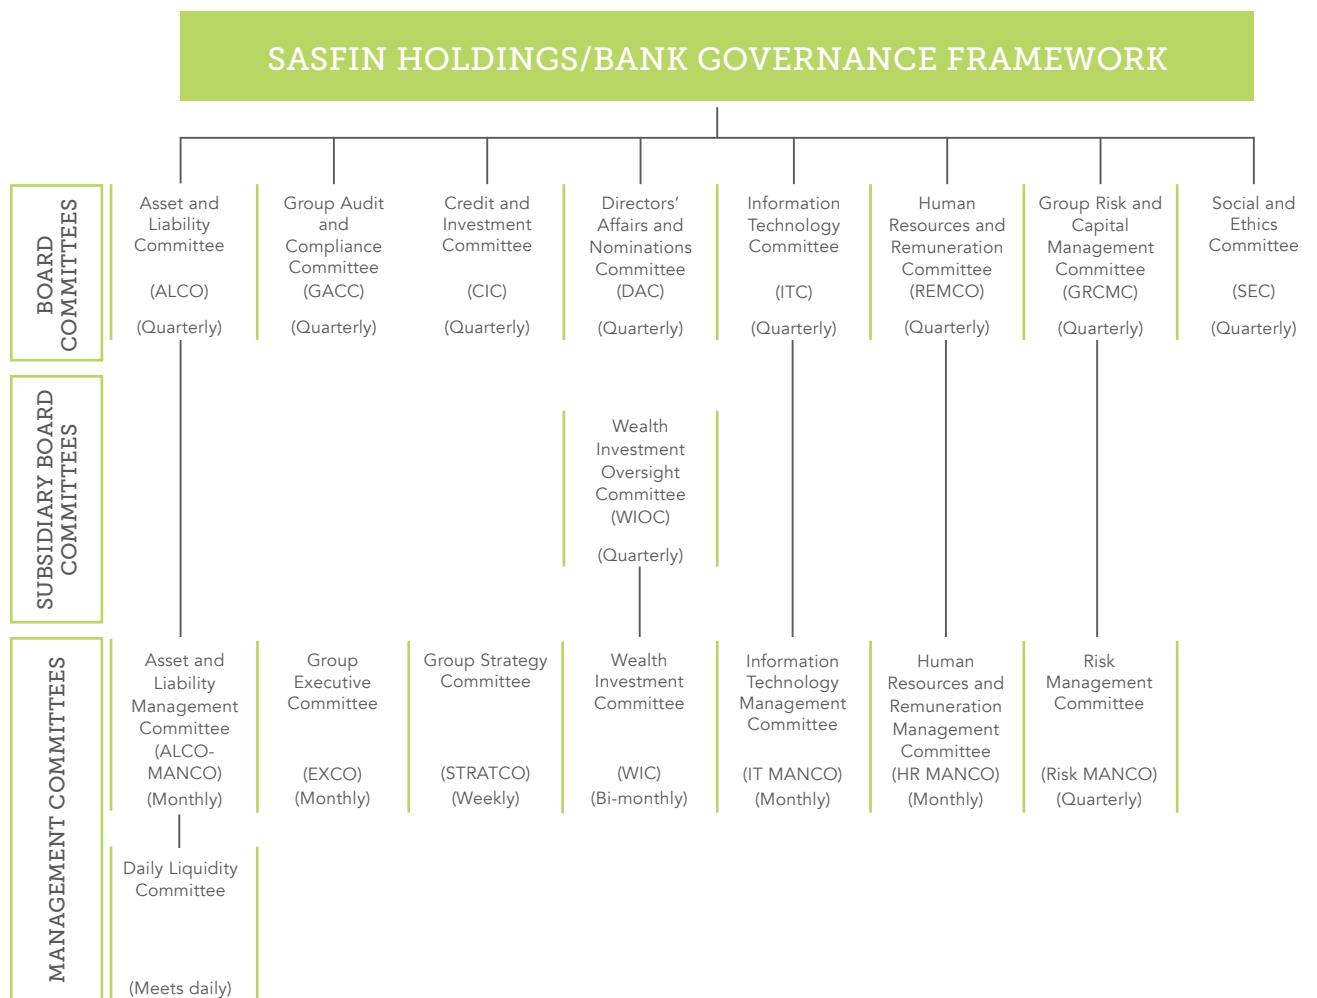 SASFIN HOLDINGS/BANK GOVERNANCE FRAMEWORK
BOARD
COMMITTEES
Asset and
Liability
Committee
(ALCO)
(Quarterly)
Group Audit
and
Compliance
Committee
(GACC)
(Quarterly)
Credit and
Investment
Committee
(CIC)
(Quarterly)
Directors’
Affairs and
Nominations
Committee
(DAC)
(Quarterly)
Information
Technology
Committee
(ITC)
(Quarterly)
Human
Resources and
Remuneration
Committee
(REMCO)
(Quarterly)
Group Risk and
Capital
Management
Committee
(GRCMC)
(Quarterly)
Social and
Ethics
Committee
(SEC)
(Quarterly)
SUBSIDIARY BOARD
COMMITTEES
Wealth
Investment
Oversight
Committee
(WIOC)
(Quarterly)
MANAGEMENT COMMITTEES
Asset and
Liability
Management
Committee
(ALCO-
MANCO)
(Monthly)
Group
Executive
Committee
(EXCO)
(Monthly)
Group Strategy
Committee
(STRATCO)
(Weekly)
Wealth
Investment
Committee
(WIC)
(Bi-monthly)
Information
Technology
Management
Committee
(IT MANCO)
(Monthly)
Human
Resources and
Remuneration
Management
Committee
(HR MANCO)
(Monthly)
Risk
Management
Committee
(Risk MANCO)
(Quarterly)
Daily Liquidity
Committee
(Meets daily)